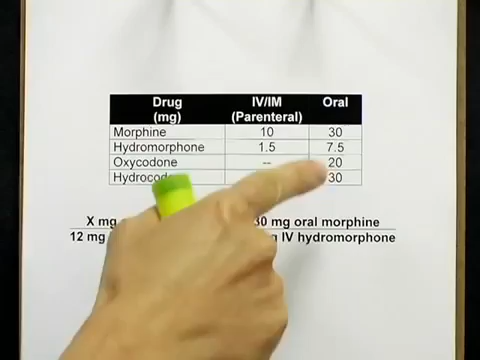 Drug IV/IM Oral
(mg) (Parenteral)
Morphine 10 30
Hydromorphone 1.5 7.5
Oxycodone -- 20
30
X mg 30 mg oral morphine
12 mg IV hydromorphone